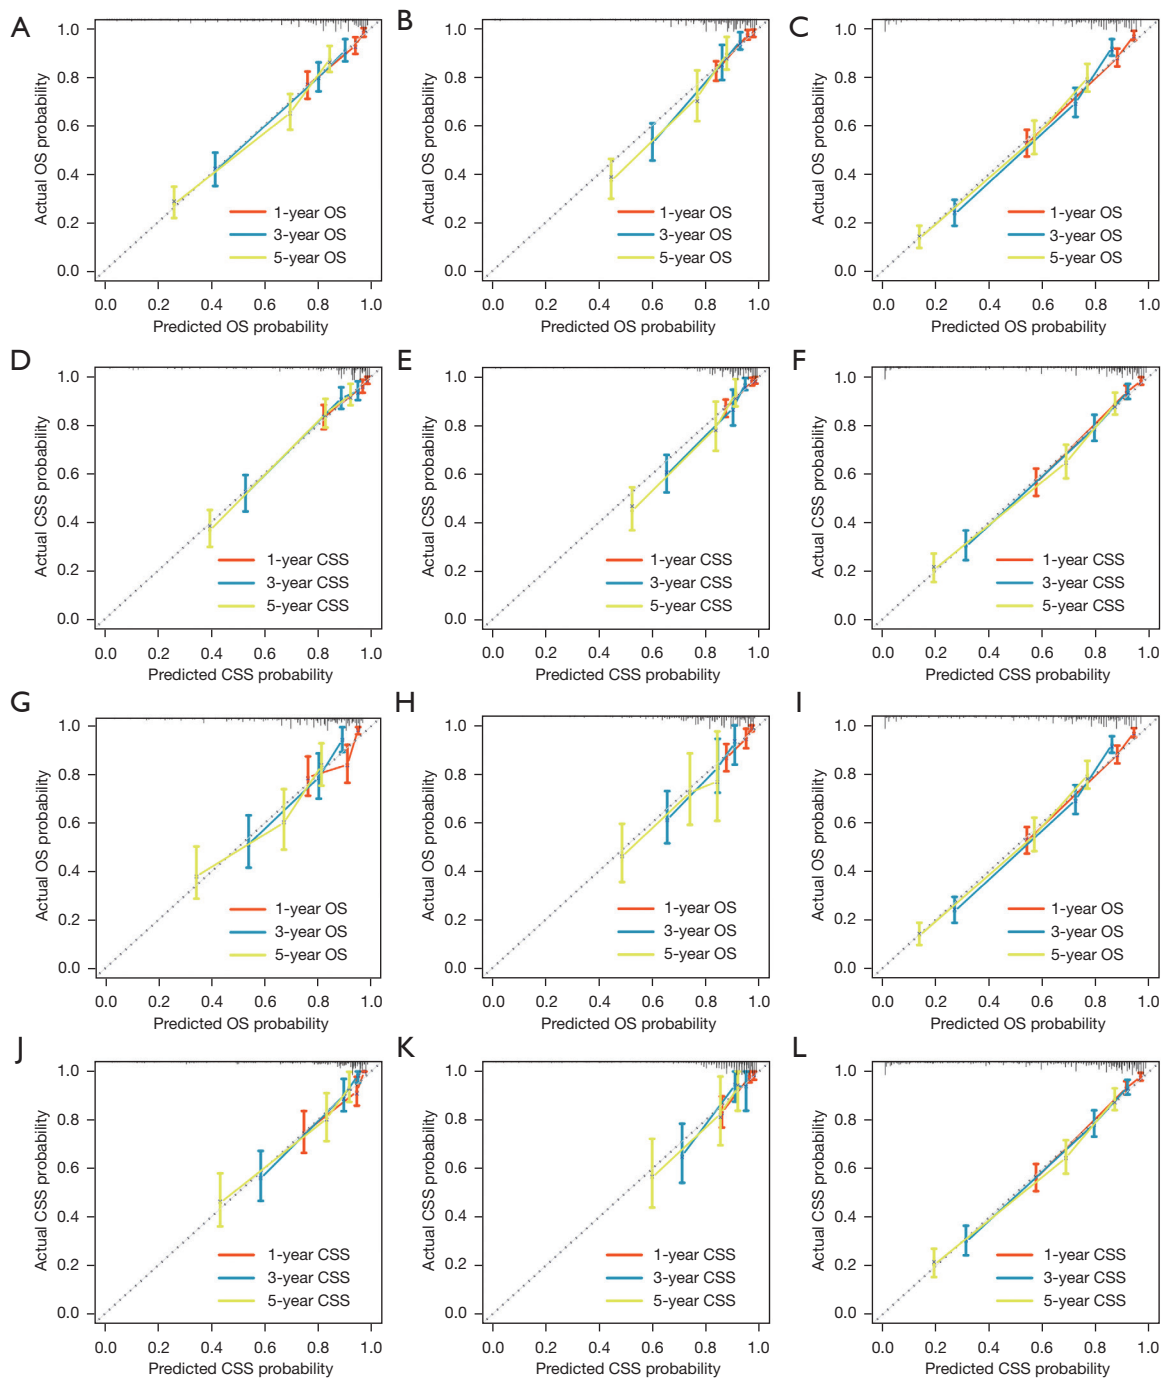 A
1.0
0.8
0.6
0.4
0.2
0.0
Actual OS probability
1-year OS
3-year OS
5-year OS
0.0 0.2 0.4 0.6 0.8 1.0
Predicted OS probability
B
1.0
0.8
0.6
0.4
0.2
0.0
Actual OS probability
1-year OS
3-year OS
5-year OS
0.0 0.2 0.4 0.6 0.8 1.0
Predicted OS probability
C
1.0
0.8
0.6
0.4
0.2
0.0
Actual OS probability
1-year OS
3-year OS
5-year OS
0.0 0.2 0.4 0.6 0.8 1.0
Predicted OS probability
D
1.0
0.8
0.6
0.4
0.2
0.0
Actual CSS probability
1-year CSS
3-year CSS
5-year CSS
0.0 0.2 0.4 0.6 0.8 1.0
Predicted CSS probability
E
1.0
0.8
0.6
0.4
0.2
0.0
Actual CSS probability
1-year CSS
3-year CSS
5-year CSS
0.0 0.2 0.4 0.6 0.8 1.0
Predicted CSS probability
F
1.0
0.8
0.6
0.4
0.2
0.0
Actual CSS probability
1-year CSS
3-year CSS
5-year CSS
0.0 0.2 0.4 0.6 0.8 1.0
Predicted CSS probability
G
1.0
0.8
0.6
0.4
0.2
0.0
Actual OS probability
1-year OS
3-year OS
5-year OS
0.0 0.2 0.4 0.6 0.8 1.0
Predicted OS probability
H
1.0
0.8
0.6
0.4
0.2
0.0
Actual OS probability
1-year OS
3-year OS
5-year OS
0.0 0.2 0.4 0.6 0.8 1.0
Predicted OS probability
I
1.0
0.8
0.6
0.4
0.2
0.0
Actual OS probability
1-year OS
3-year OS
5-year OS
0.0 0.2 0.4 0.6 0.8 1.0
Predicted OS probability
J
1.0
0.8
0.6
0.4
0.2
0.0
Actual CSS probability
1-year CSS
3-year CSS
5-year CSS
0.0 0.2 0.4 0.6 0.8 1.0
Predicted CSS probability
K
1.0
0.8
0.6
0.4
0.2
0.0
Actual CSS probability
1-year CSS
3-year CSS
5-year CSS
0.0 0.2 0.4 0.6 0.8 1.0
Predicted CSS probability
L
1.0
0.8
0.6
0.4
0.2
0.0
Actual CSS probability
1-year CSS
3-year CSS
5-year CSS
0.0 0.2 0.4 0.6 0.8 1.0
Predicted CSS probability